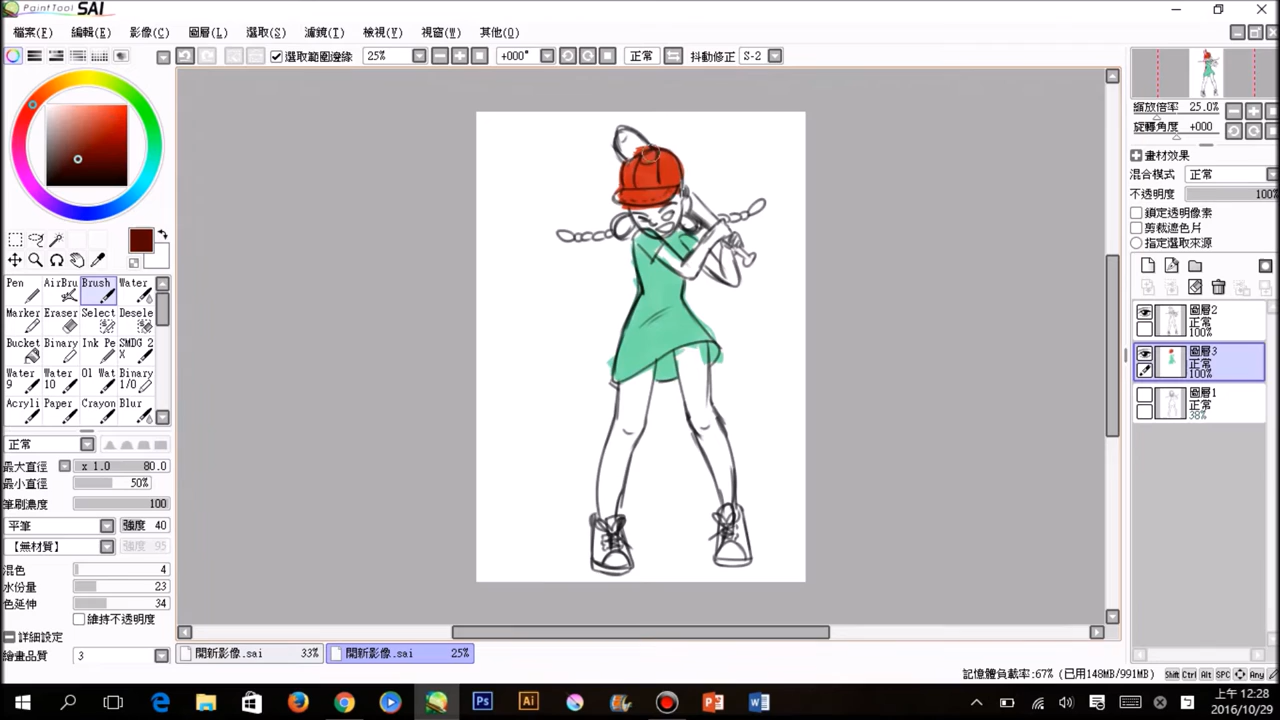 PaintTool SAI
檔案(F) 編輯(E) 影像(C) 圖層(L) 選取(S) 濾鏡(T) 檢視(V) 視窗(W) 其他(O)
選取範圍邊緣 25% +000° 正常 抖動修正 S-2
縮放倍率 25.0%
旋轉角度 +000
畫材效果
混合模式 正常
不透明度 100%
鎖定透明像素
剪裁遮色片
指定選取來源
Pen AirBru Brush Water
Marker Eraser Select Desele
Bucket Binary Ink Pe SMDG 2 X
Water 9 Water 10 Ol Wat Binary 1/0
Acryli Paper Crayon Blur
圖層2
正常
100%
圖層3
正常
100%
圖層1
正常
38%
正常
最大直徑 x 1.0 80.0
最小直徑 50%
筆刷濃度 100
平筆 強度 40
【無材質】 強度 95
混色 4
水份量 23
色延伸 34
維持不透明度
詳細設定
繪畫品質 3
開新影像.sai 33% 開新影像.sai 25%
記憶體負載率:67% (已用148MB/991MB) Shift Ctrl Alt SPC Any
Ps Ai
上午 12:28
2016/10/29